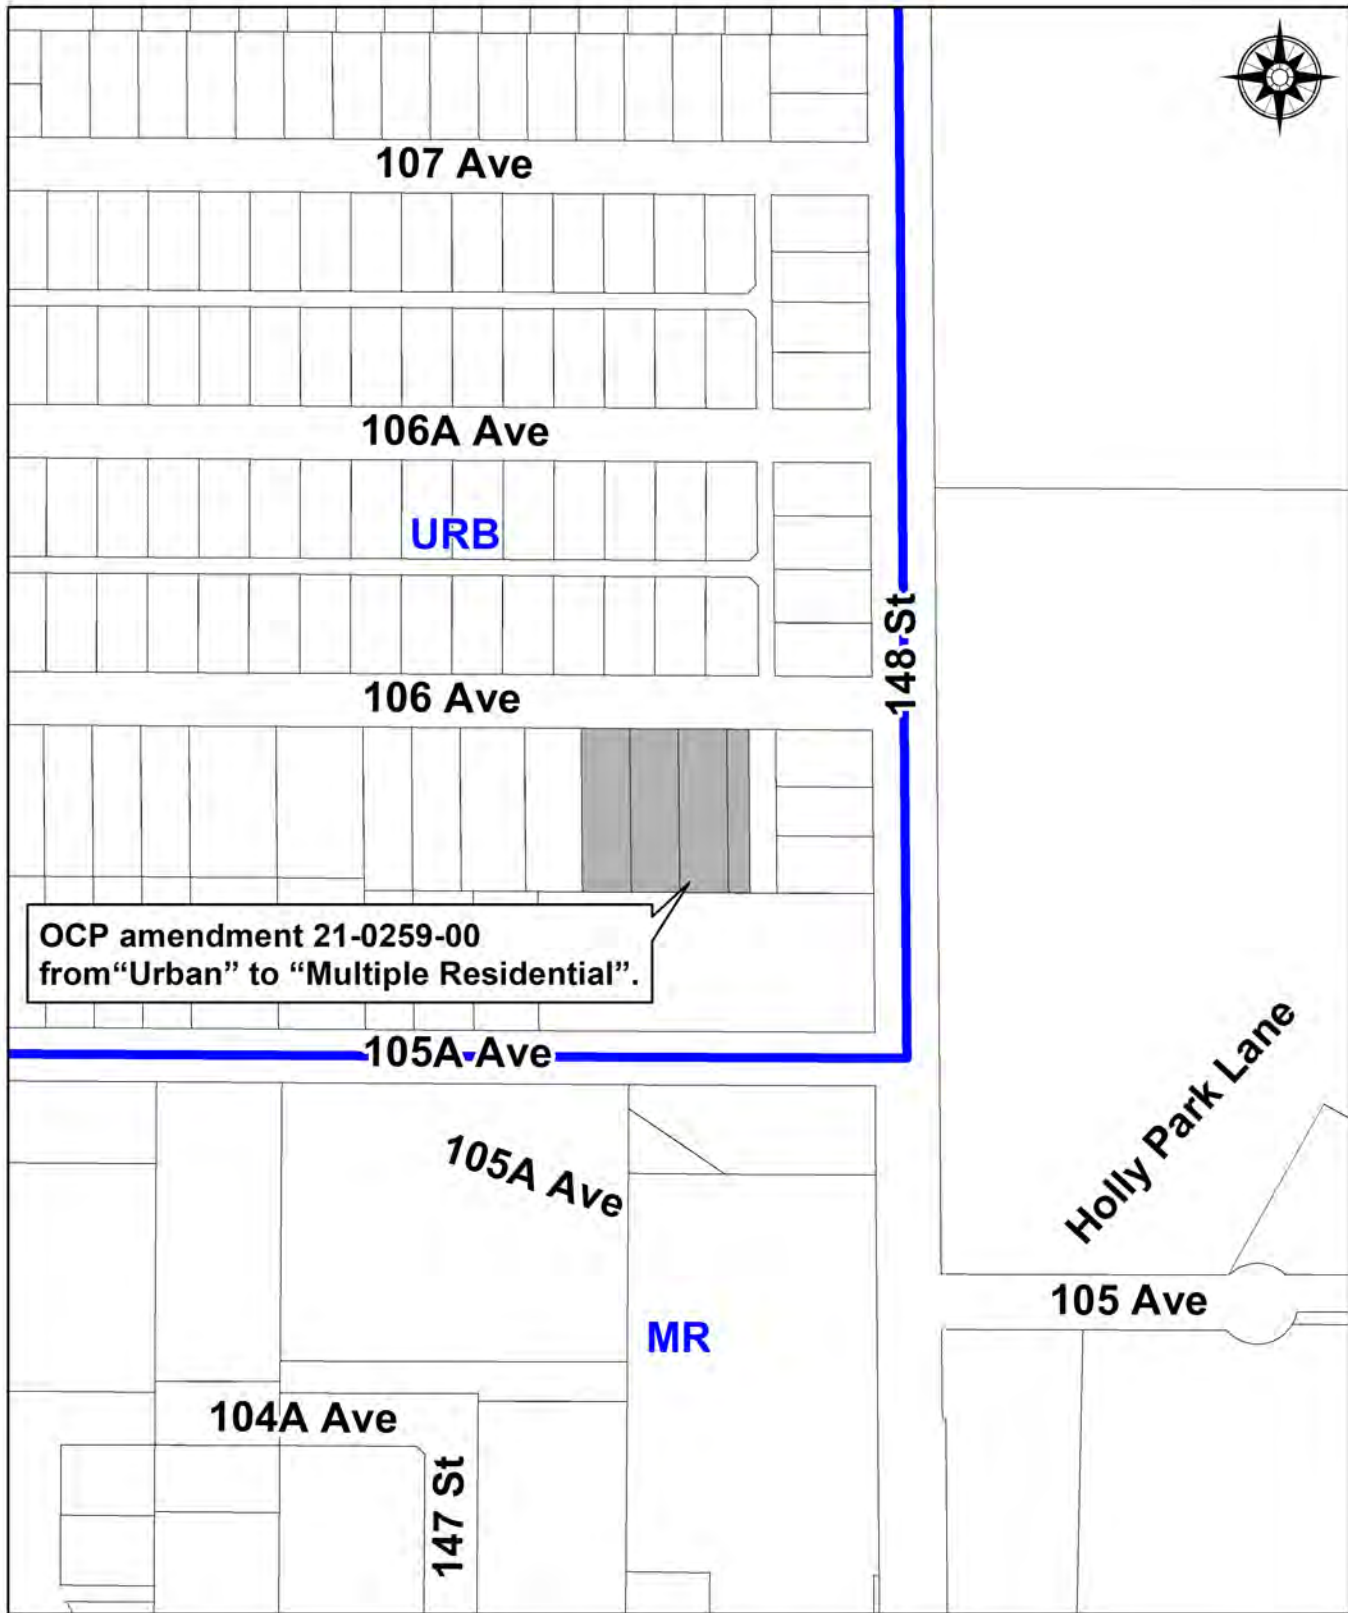 107 Ave
106A Ave
URB
148 St
106 Ave
OCP amendment 21-0259-00
from“Urban” to “Multiple Residential”.
105A Ave
Holly Park Lane
105A Ave
105 Ave
MR
104A Ave
147 St